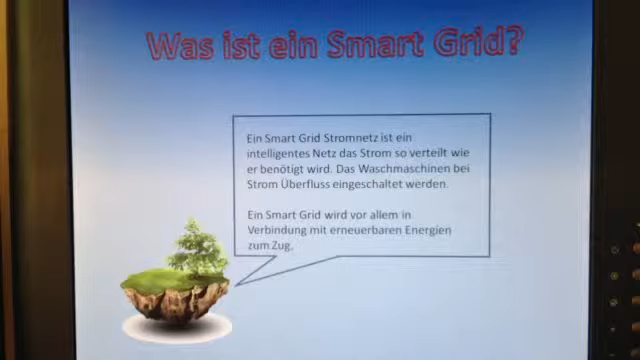 Was ist ein Smart Grid?
Ein Smart Grid Stromnetz ist ein
intelligentes Netz das Strom so verteilt wie
er benötigt wird. Das Waschmaschinen bei
Strom Überfluss eingeschaltet werden.
Ein Smart Grid wird vor allem in
Verbindung mit erneuerbaren Energien
zum Zug.